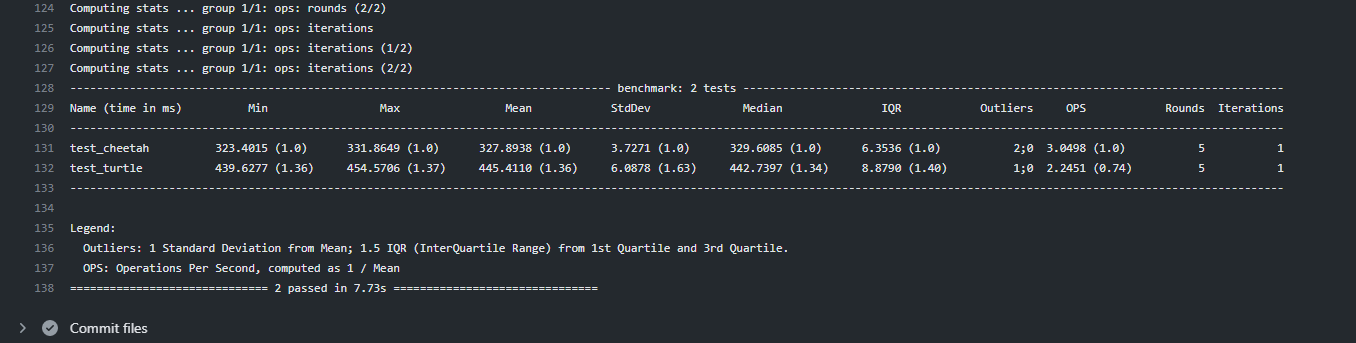 124 Computing stats ... group 1/1: ops: rounds (2/2)
125 Computing stats ... group 1/1: ops: iterations
126 Computing stats ... group 1/1: ops: iterations (1/2)
127 Computing stats ... group 1/1: ops: iterations (2/2)
128 ---------------------------------------------------------------------------------- benchmark: 2 tests ----------------------------------------------------------------------------------
129 Name (time in ms) Min Max Mean StdDev Median IQR Outliers OPS Rounds Iterations
130 ----------------------------------------------------------------------------------------------------------------------------------------------------------------------------------------
131 test_cheetah 323.4015 (1.0) 331.8649 (1.0) 327.8938 (1.0) 3.7271 (1.0) 329.6085 (1.0) 6.3536 (1.0) 2;0 3.0498 (1.0) 5 1
132 test_turtle 439.6277 (1.36) 454.5706 (1.37) 445.4110 (1.36) 6.0878 (1.63) 442.7397 (1.34) 8.8790 (1.40) 1;0 2.2451 (0.74) 5 1
133 ----------------------------------------------------------------------------------------------------------------------------------------------------------------------------------------
134
135 Legend:
136 Outliers: 1 Standard Deviation from Mean; 1.5 IQR (InterQuartile Range) from 1st Quartile and 3rd Quartile.
137 OPS: Operations Per Second, computed as 1 / Mean
138 ============================== 2 passed in 7.73s ===============================
Commit files